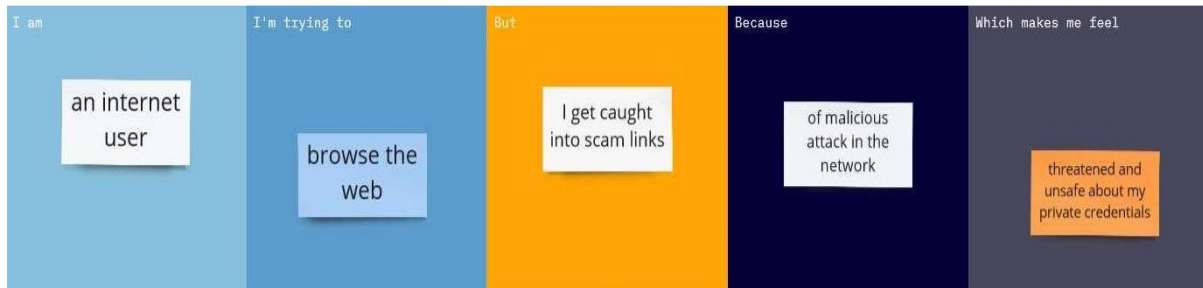 I am
an internet
user
I'm trying to
browse the
web
But
I get caught
into scam links
Because
of malicious
attack in the
network
Which makes me feel
threatened and
unsafe about my
private credentials